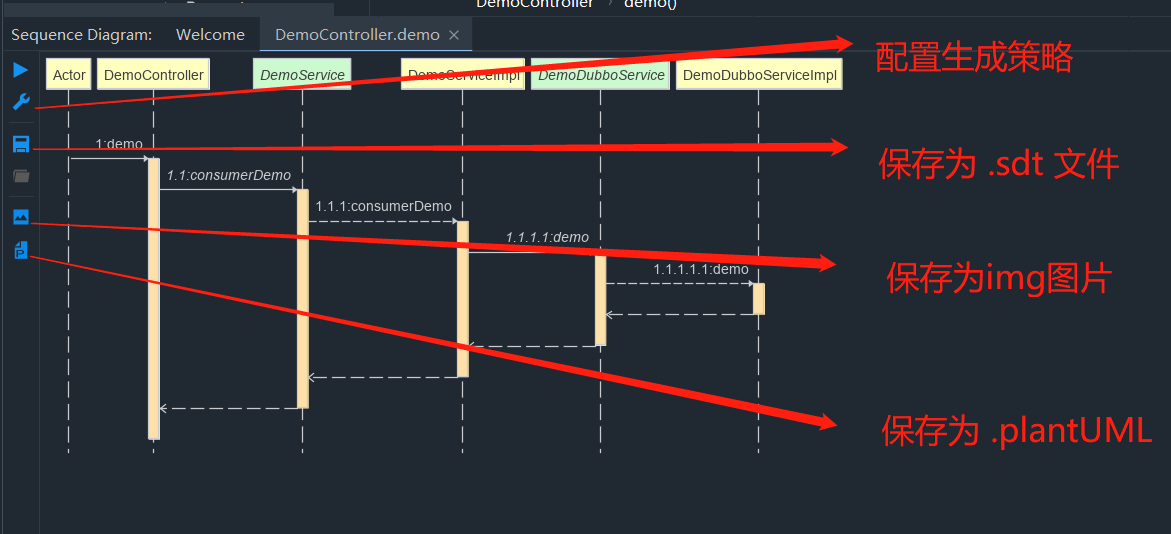 DemoController › demo()
Sequence Diagram: Welcome DemoController.demo ×
Actor DemoController DemoService DemoServiceImpl DemoDubboService DemoDubboServiceImpl
配置生成策略
1:demo
保存为 .sdt 文件
1.1:consumerDemo
1.1.1:consumerDemo
1.1.1.1:demo
1.1.1.1.1:demo
保存为img图片
保存为 .plantUML